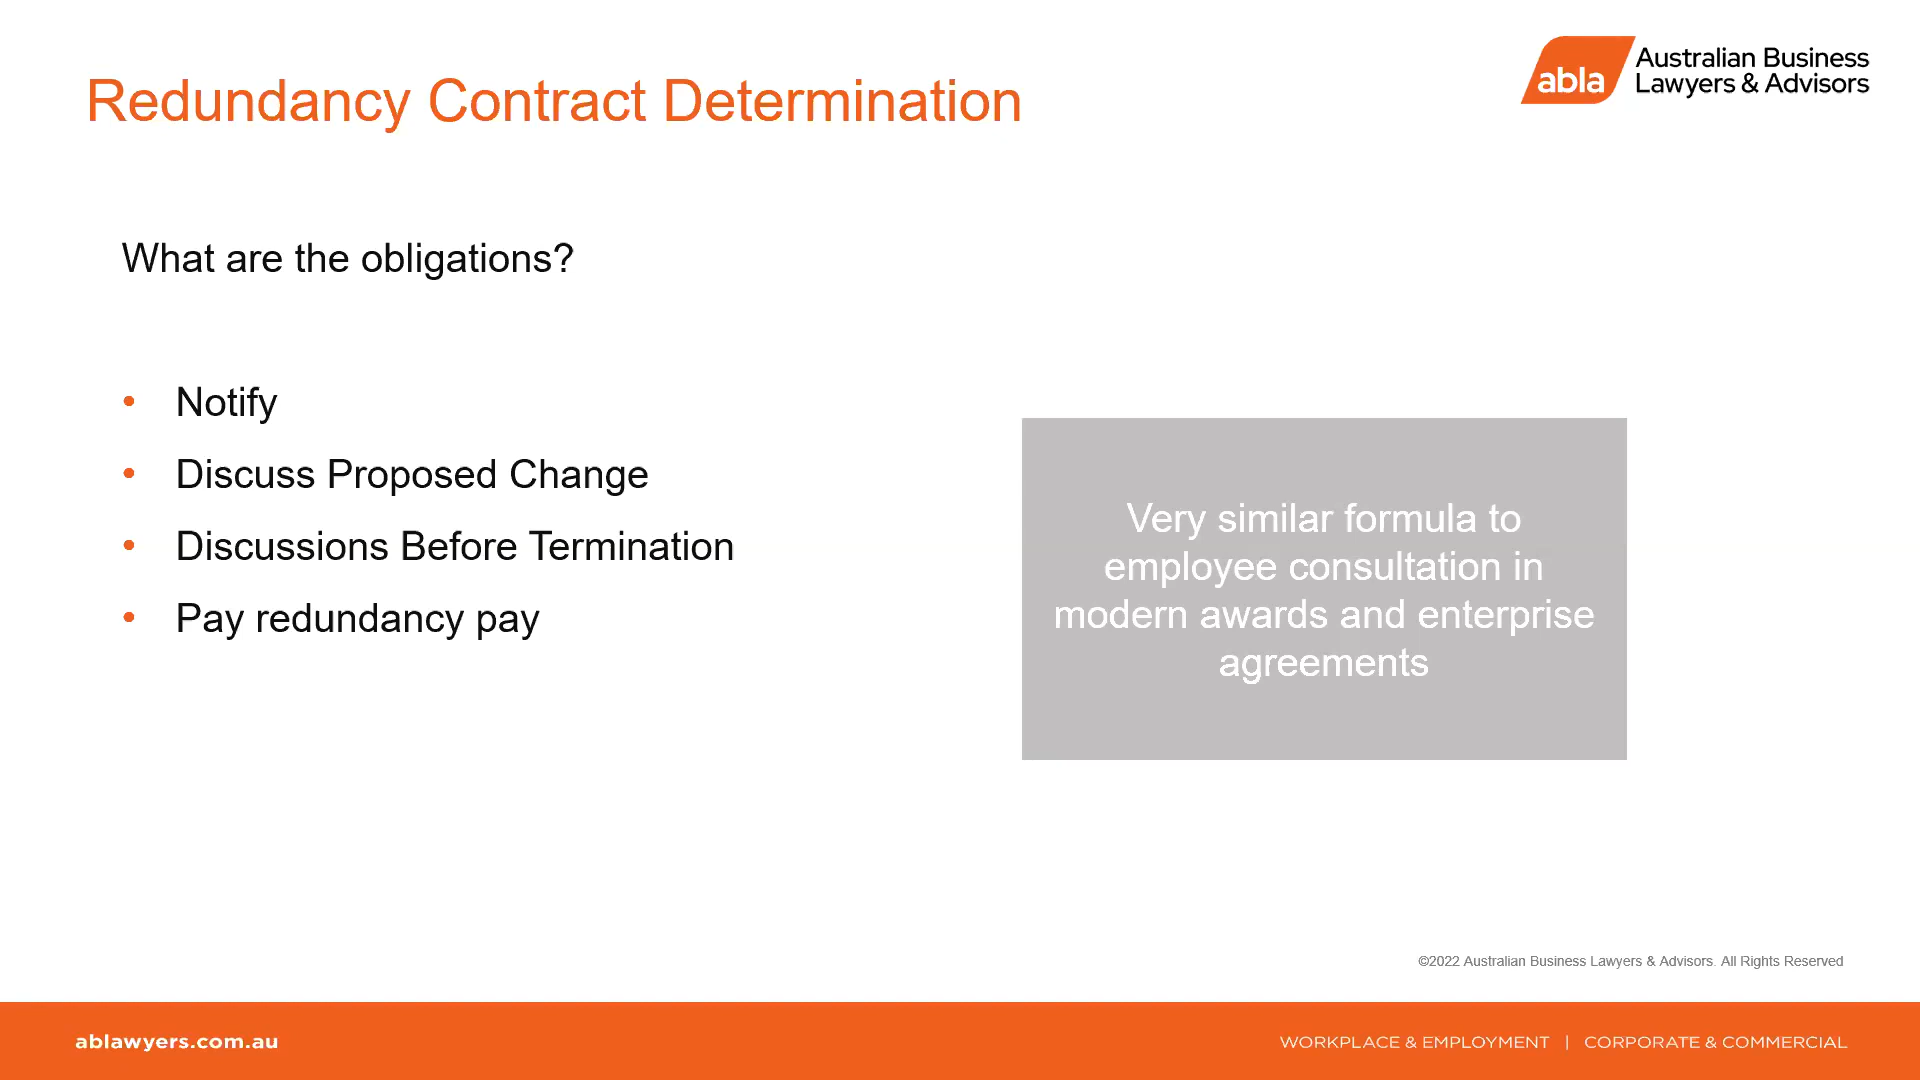 Redundancy Contract Determination
abla
Australian Business
Lawyers & Advisors
What are the obligations?
• Notify
• Discuss Proposed Change
• Discussions Before Termination
• Pay redundancy pay
Very similar formula to
employee consultation in
modern awards and enterprise
agreements
©2022 Australian Business Lawyers & Advisors. All Rights Reserved
ablawyers.com.au
WORKPLACE & EMPLOYMENT | CORPORATE & COMMERCIAL